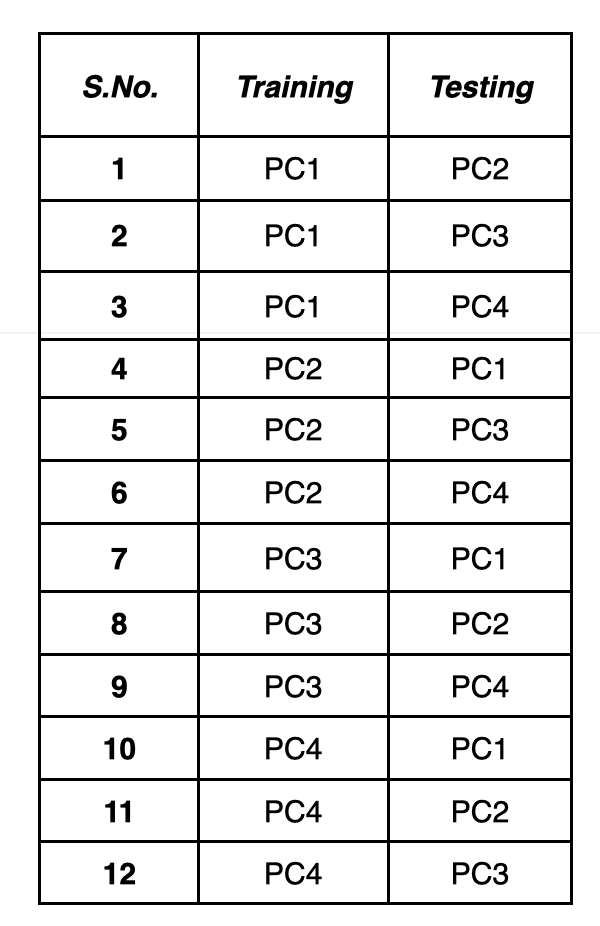 S.No. Training Testing
1 PC1 PC2
2 PC1 PC3
3 PC1 PC4
4 PC2 PC1
5 PC2 PC3
6 PC2 PC4
7 PC3 PC1
8 PC3 PC2
9 PC3 PC4
10 PC4 PC1
11 PC4 PC2
12 PC4 PC3